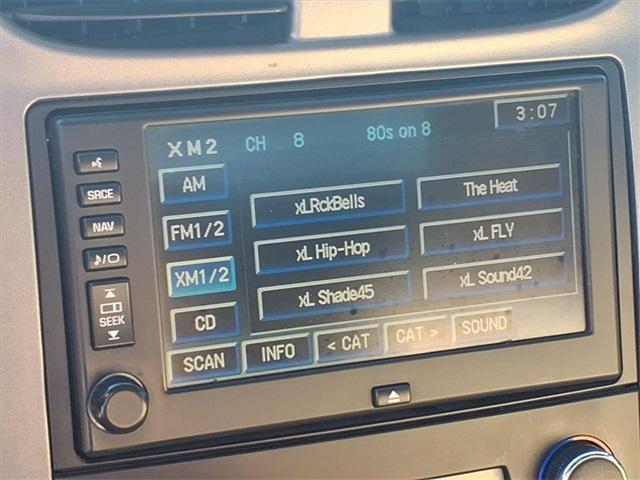 XM2 CH 8 80s on 8 3:07
AM
xLRckBells The Heat
FM1/2
xL Hip-Hop xL FLY
XM1/2
xL Shade45 xL Sound42
CD
SCAN INFO < CAT CAT > SOUND
SRCE
NAV
SEEK